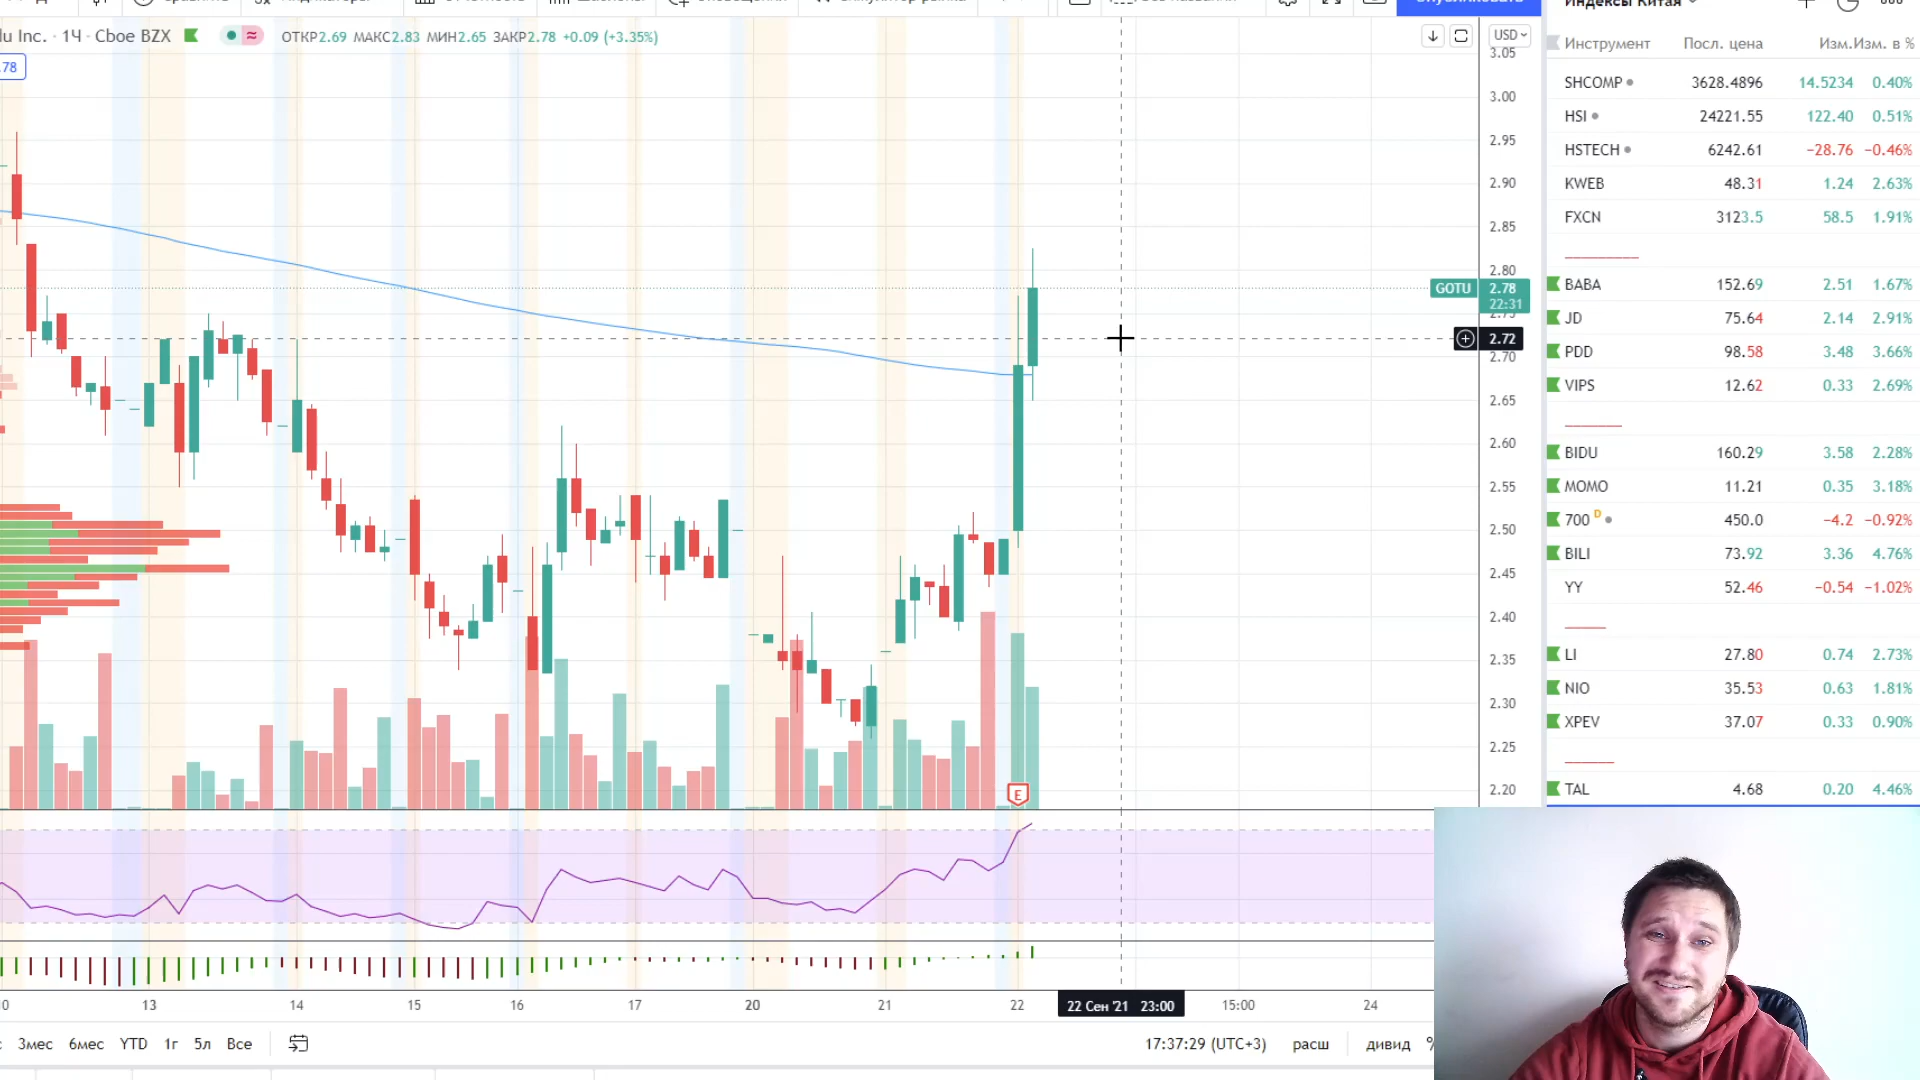 lu Inc. · 1Ч · Cboe BZX ОТКР2.69 МАКС2.83 МИН2.65 ЗАКР2.78 +0.09 (+3.35%)
.78
USD
3.05
3.00
2.95
2.90
2.85
2.80
GOTU 2.78
22:31
2.75
2.72
2.70
2.65
2.60
2.55
2.50
2.45
2.40
2.35
2.30
2.25
2.20
E
13 14 15 16 17 20 21 22 22 Сен '21 23:00 15:00 24
3мес 6мес YTD 1г 5л Все 17:37:29 (UTC+3) расш дивид %
Индексы Китая
Инструмент Посл. цена Изм. Изм. в %
SHCOMP 3628.4896 14.5234 0.40%
HSI 24221.55 122.40 0.51%
HSTECH 6242.61 −28.76 −0.46%
KWEB 48.31 1.24 2.63%
FXCN 3123.5 58.5 1.91%
BABA 152.69 2.51 1.67%
JD 75.64 2.14 2.91%
PDD 98.58 3.48 3.66%
VIPS 12.62 0.33 2.69%
BIDU 160.29 3.58 2.28%
MOMO 11.21 0.35 3.18%
700 D 450.0 −4.2 −0.92%
BILI 73.92 3.36 4.76%
YY 52.46 −0.54 −1.02%
LI 27.80 0.74 2.73%
NIO 35.53 0.63 1.81%
XPEV 37.07 0.33 0.90%
TAL 4.68 0.20 4.46%